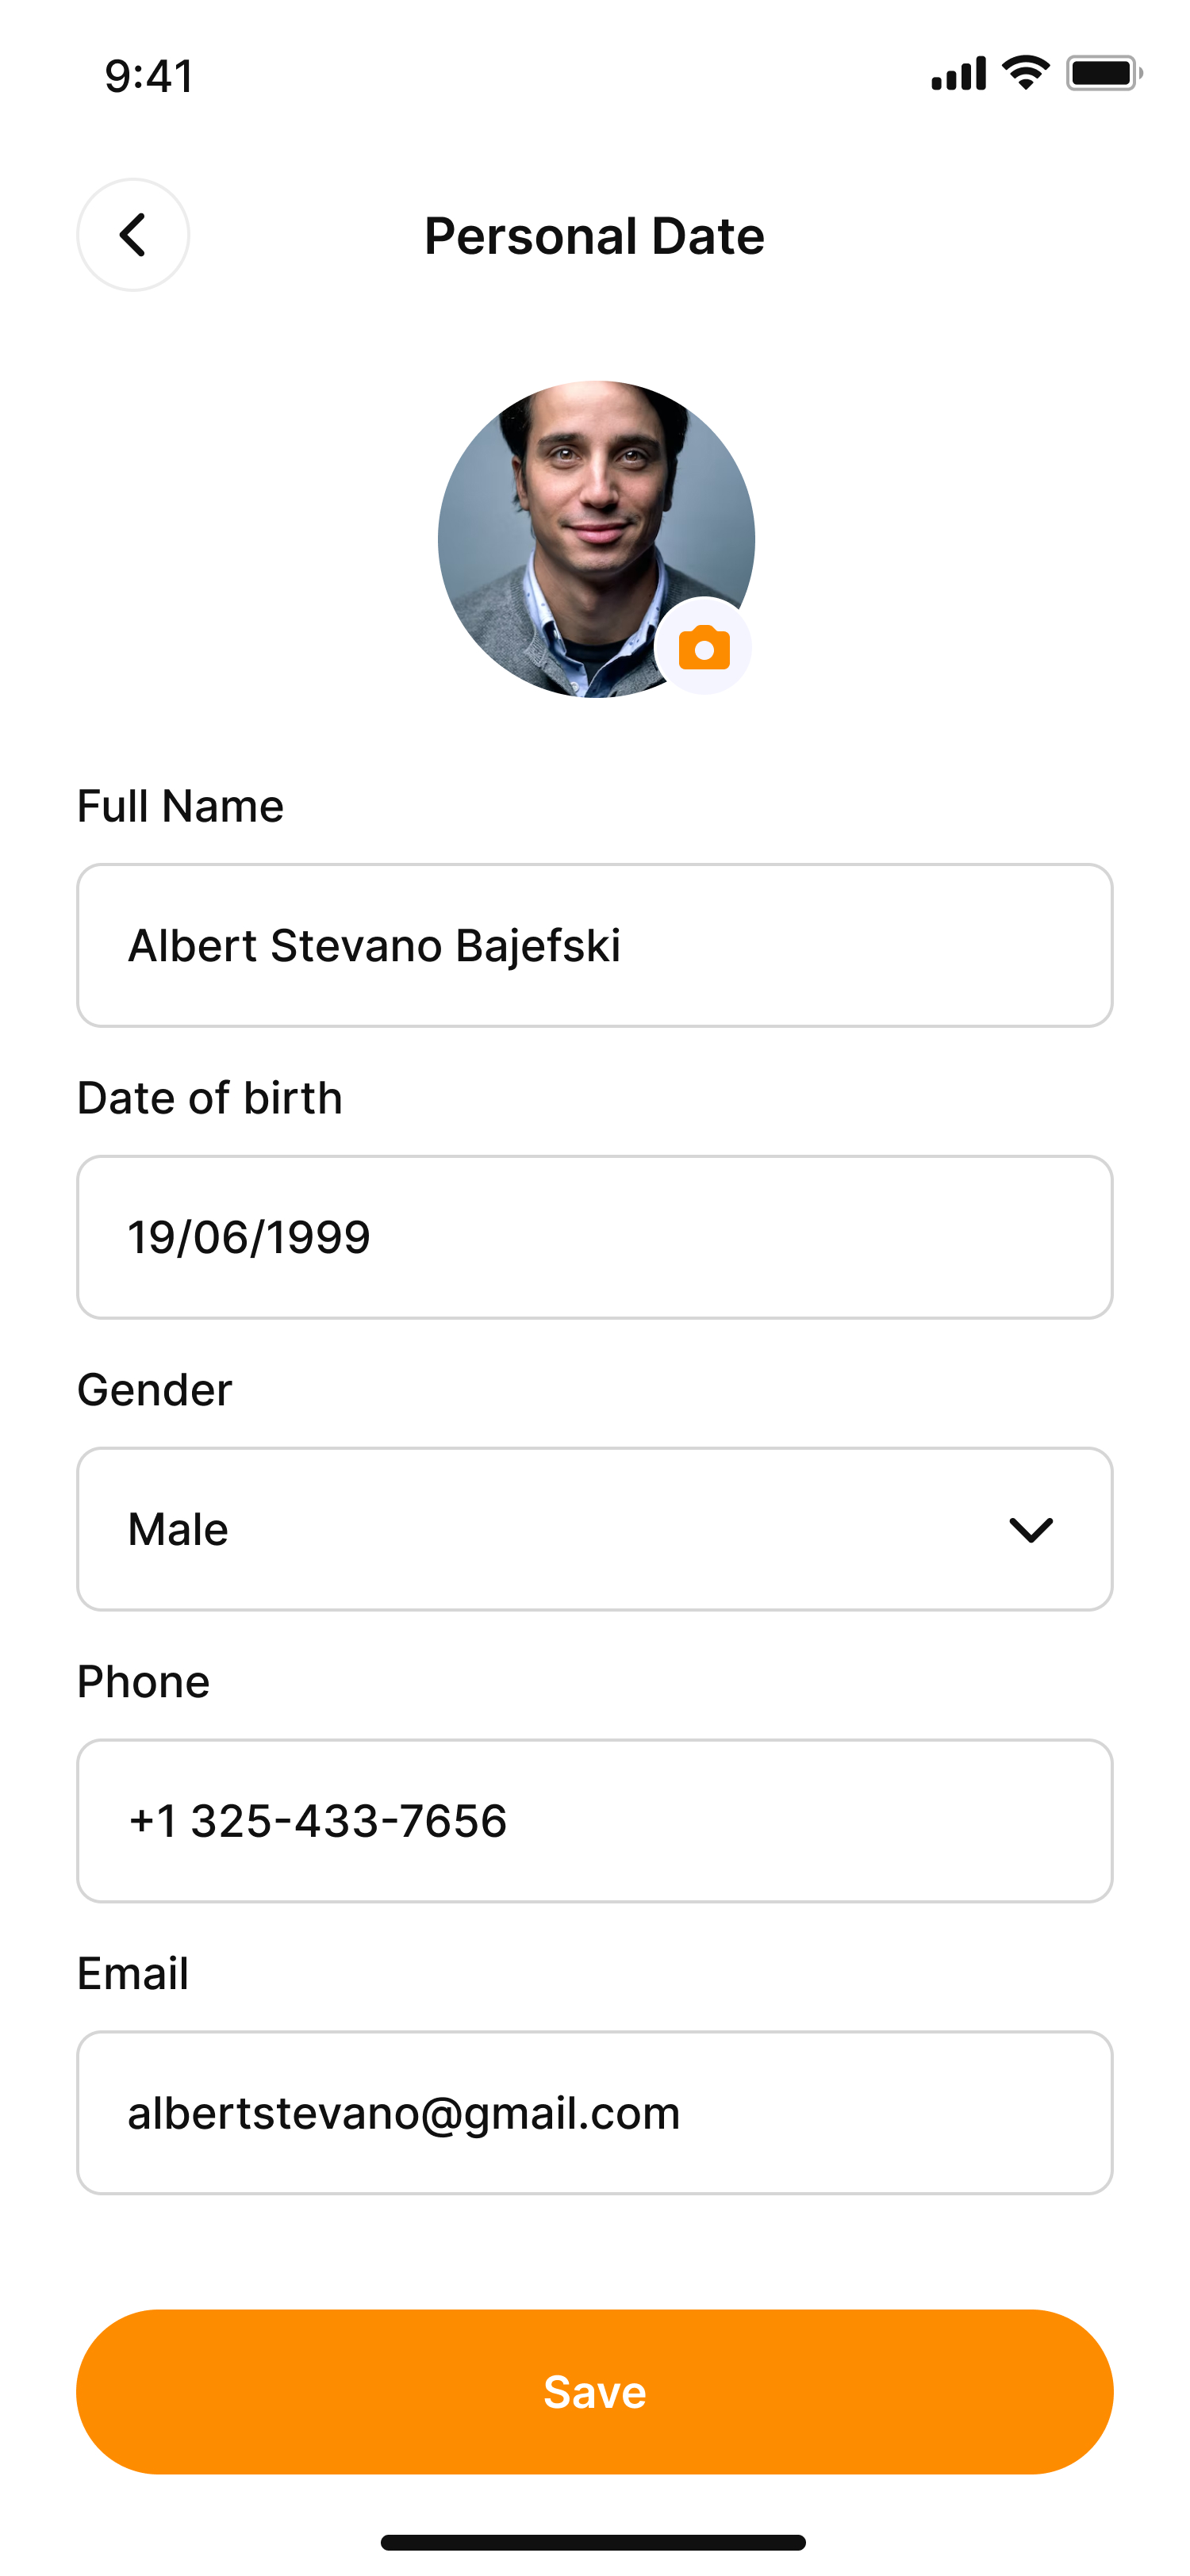 9:41
Personal Date
Full Name
Albert Stevano Bajefski
Date of birth
19/06/1999
Gender
Male
Phone
+1 325-433-7656
Email
albertstevano@gmail.com
Save